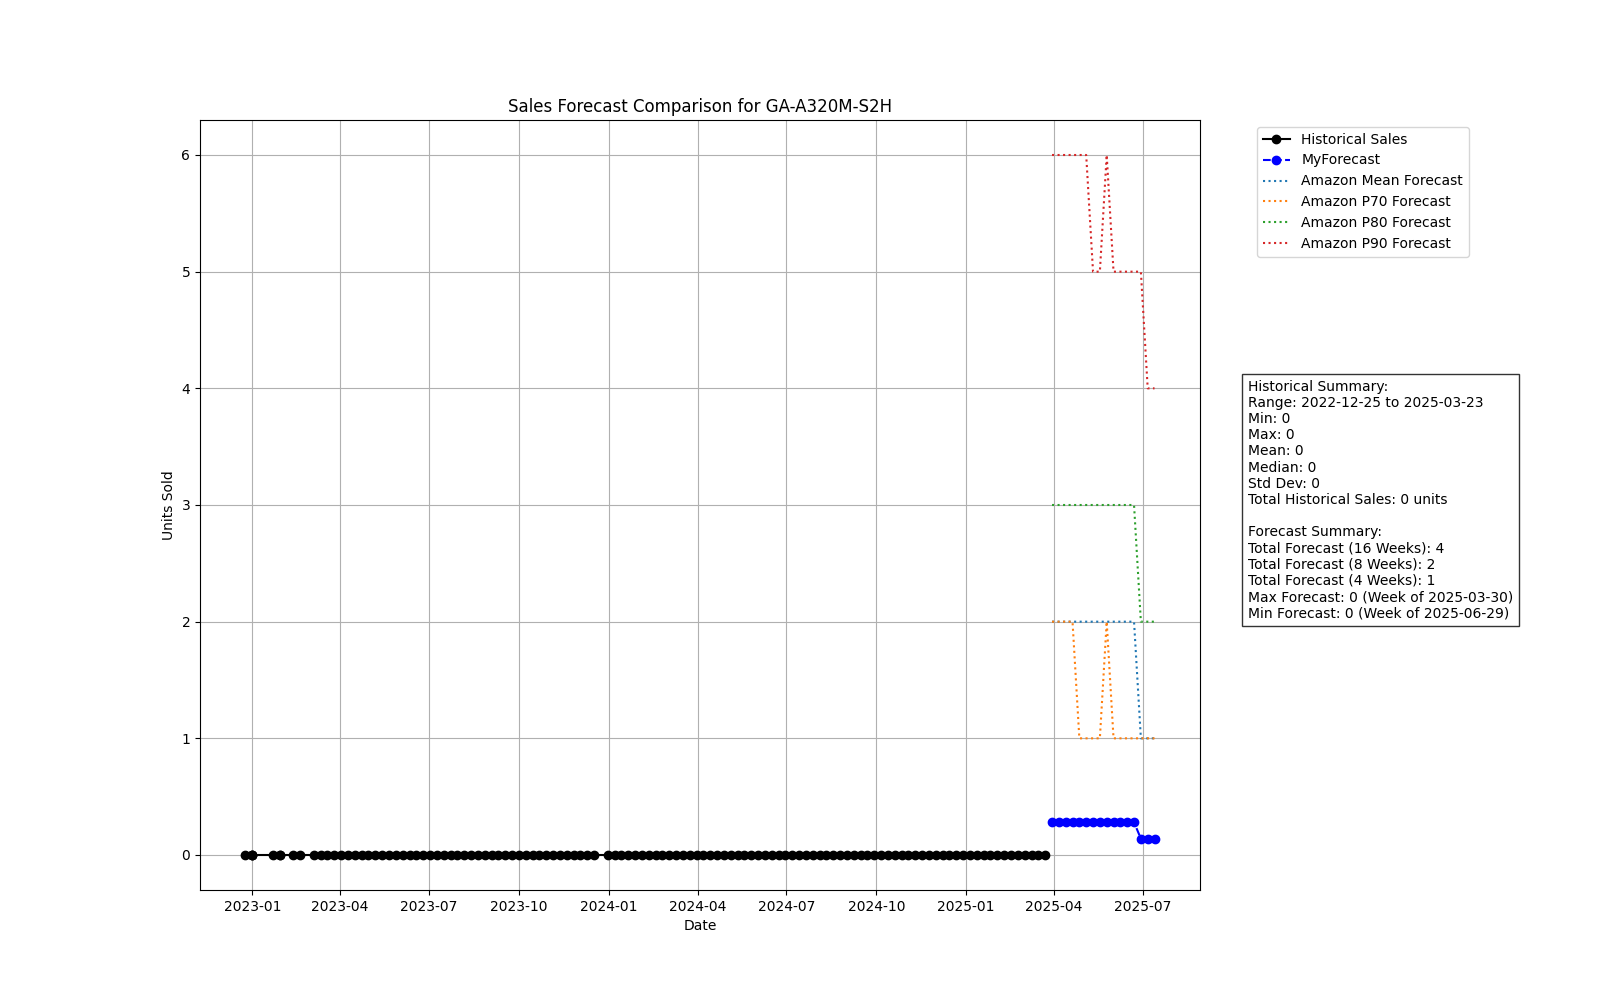 Sales Forecast Comparison for GA-A320M-S2H
Historical Sales
MyForecast
Amazon Mean Forecast
Amazon P70 Forecast
Amazon P80 Forecast
Amazon P90 Forecast
6
5
4
3
2
1
0
Units Sold
2023-01
2023-04
2023-07
2023-10
2024-01
2024-04
2024-07
2024-10
2025-01
2025-04
2025-07
Date
Historical Summary:
Range: 2022-12-25 to 2025-03-23
Min: 0
Max: 0
Mean: 0
Median: 0
Std Dev: 0
Total Historical Sales: 0 units
Forecast Summary:
Total Forecast (16 Weeks): 4
Total Forecast (8 Weeks): 2
Total Forecast (4 Weeks): 1
Max Forecast: 0 (Week of 2025-03-30)
Min Forecast: 0 (Week of 2025-06-29)